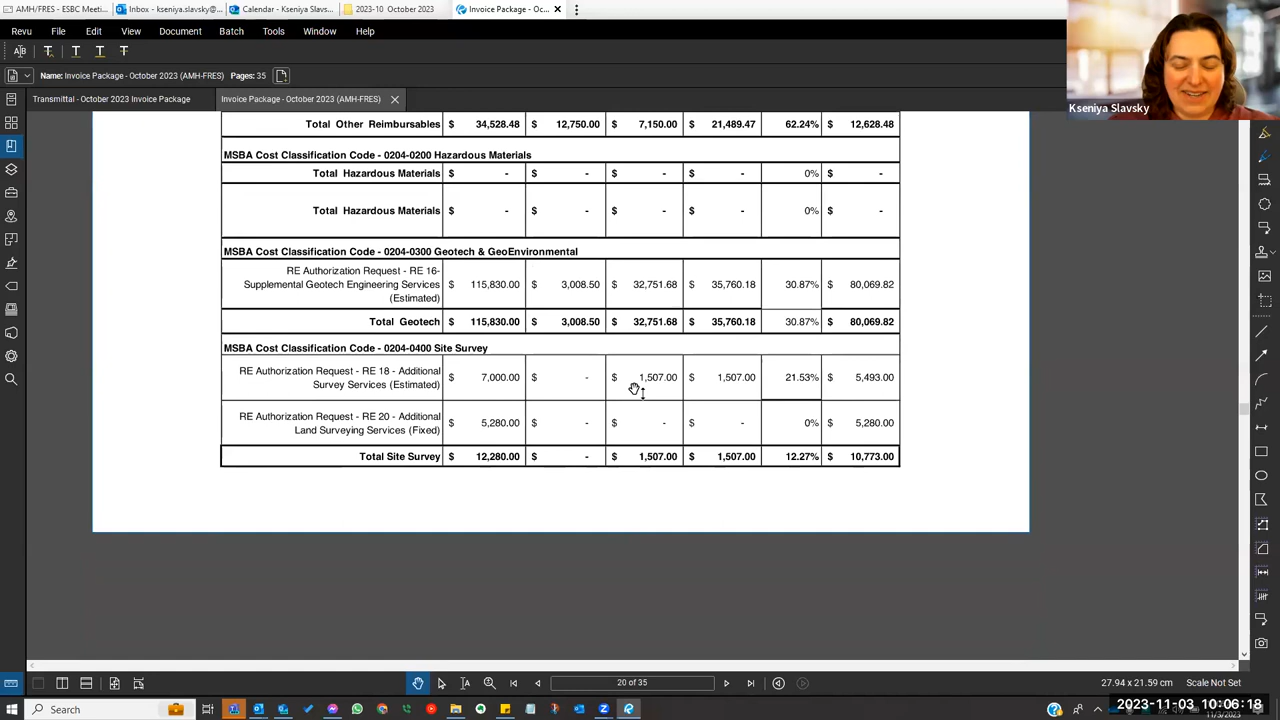 AMH/FRES - ESBC Meeti...
Inbox - kseniya.slavsky@...
Calendar - Kseniya Slavs...
2023-10 October 2023
Invoice Package - Oc...
Revu File Edit View Document Batch Tools Window Help
Name: Invoice Package - October 2023 (AMH-FRES) Pages: 35
Kseniya Slavsky
Transmittal - October 2023 Invoice Package
Invoice Package - October 2023 (AMH-FRES)
Total Other Reimbursables $ 34,528.48 $ 12,750.00 $ 7,150.00 $ 21,489.47 62.24% $ 12,628.48
MSBA Cost Classification Code - 0204-0200 Hazardous Materials
Total Hazardous Materials $ - $ - $ - $ - 0% $ -
Total Hazardous Materials $ - $ - $ - $ - 0% $ -
MSBA Cost Classification Code - 0204-0300 Geotech & GeoEnvironmental
RE Authorization Request - RE 16-
Supplemental Geotech Engineering Services $ 115,830.00 $ 3,008.50 $ 32,751.68 $ 35,760.18 30.87% $ 80,069.82
(Estimated)
Total Geotech $ 115,830.00 $ 3,008.50 $ 32,751.68 $ 35,760.18 30.87% $ 80,069.82
MSBA Cost Classification Code - 0204-0400 Site Survey
RE Authorization Request - RE 18 - Additional
Survey Services (Estimated) $ 7,000.00 $ - $ 1,507.00 $ 1,507.00 21.53% $ 5,493.00
RE Authorization Request - RE 20 - Additional
Land Surveying Services (Fixed) $ 5,280.00 $ - $ - $ - 0% $ 5,280.00
Total Site Survey $ 12,280.00 $ - $ 1,507.00 $ 1,507.00 12.27% $ 10,773.00
20 of 35
27.94 x 21.59 cm Scale Not Set
Search
2023-11-03 10:06:18